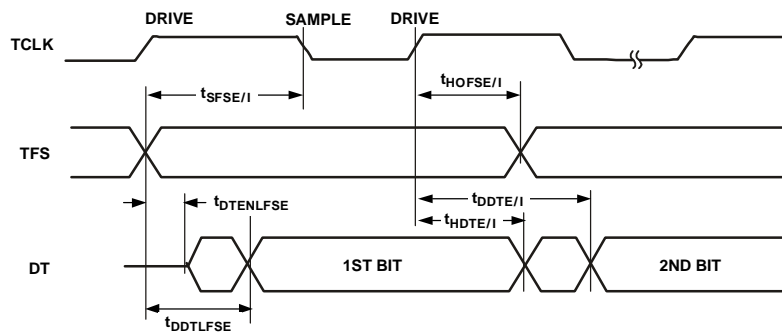 DRIVE SAMPLE DRIVE
TCLK
tSFSE/I tHOFSE/I
TFS
tDDTE/I
tDTENLFSE
tHDTE/I
DT 1ST BIT 2ND BIT
tDDTLFSE